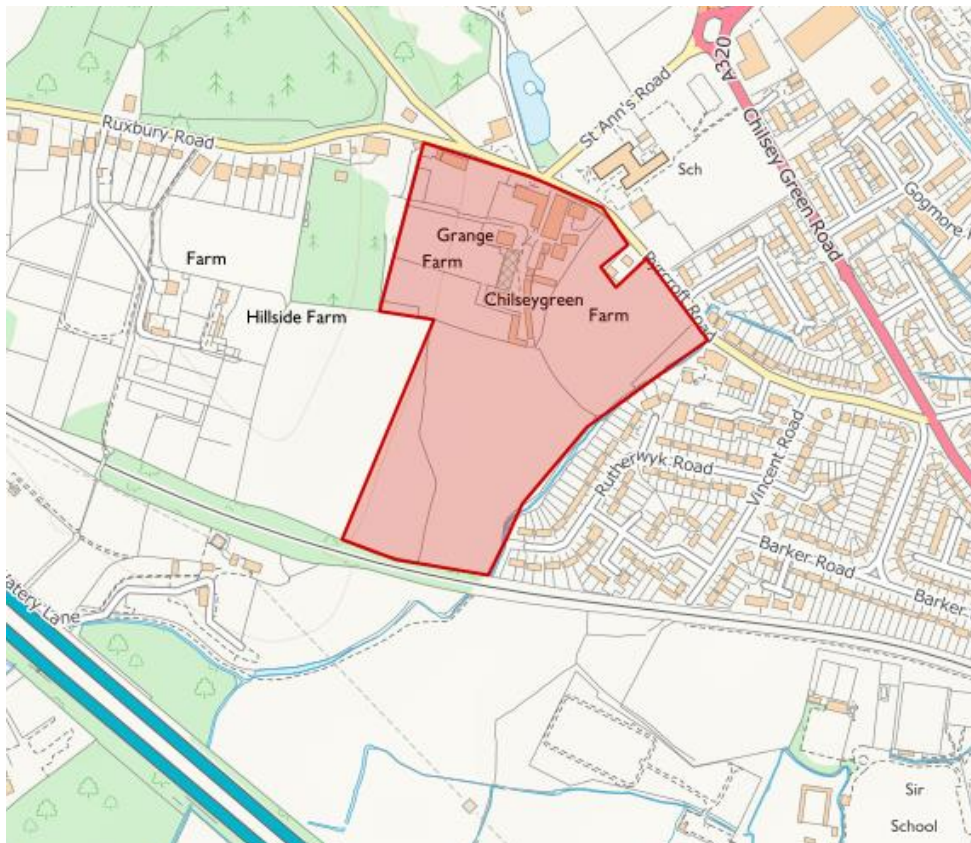 A320
St Ann's Road
Ruxbury Road
Chilsey Green Road
Sch
Grange
Farm
Farm
Pyrcroft Road
Chilseygreen
Farm
Hillside Farm
Rutherwyk Road
Vincent Road
Barker Road
Barker
Lane
Sir
School